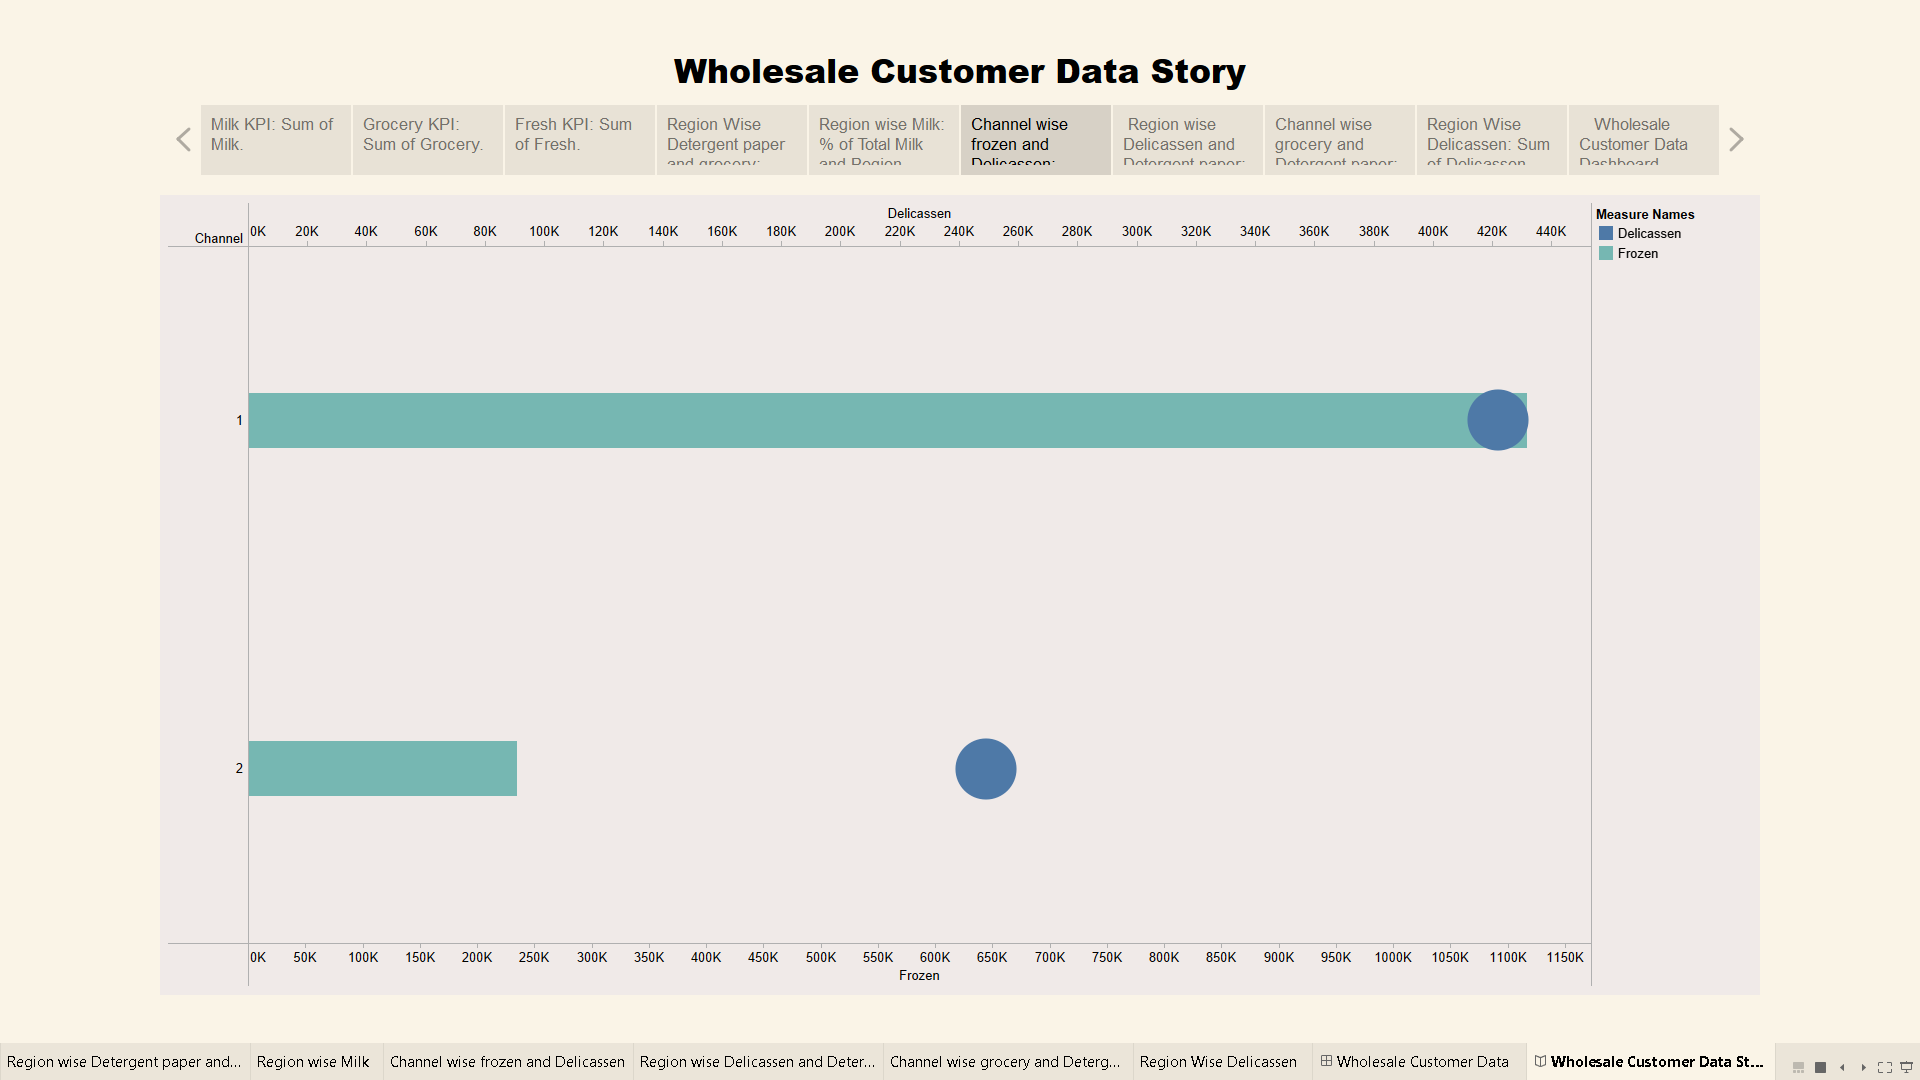 Wholesale Customer Data Story
Milk KPI: Sum of
Milk.
Grocery KPI:
Sum of Grocery.
Fresh KPI: Sum
of Fresh.
Region Wise
Detergent paper
and grocery:
Region wise Milk:
% of Total Milk
and Region
Channel wise
frozen and
Delicassen:
Region wise
Delicassen and
Detergent paper:
Channel wise
grocery and
Detergent paper:
Region Wise
Delicassen: Sum
of Delicassen
Wholesale
Customer Data
Dashboard
Delicassen
Channel
0K 20K 40K 60K 80K 100K 120K 140K 160K 180K 200K 220K 240K 260K 280K 300K 320K 340K 360K 380K 400K 420K 440K
Measure Names
Delicassen
Frozen
1
2
0K 50K 100K 150K 200K 250K 300K 350K 400K 450K 500K 550K 600K 650K 700K 750K 800K 850K 900K 950K 1000K 1050K 1100K 1150K
Frozen
Region wise Detergent paper and...
Region wise Milk
Channel wise frozen and Delicassen
Region wise Delicassen and Deter...
Channel wise grocery and Deterg...
Region Wise Delicassen
Wholesale Customer Data
Wholesale Customer Data St...